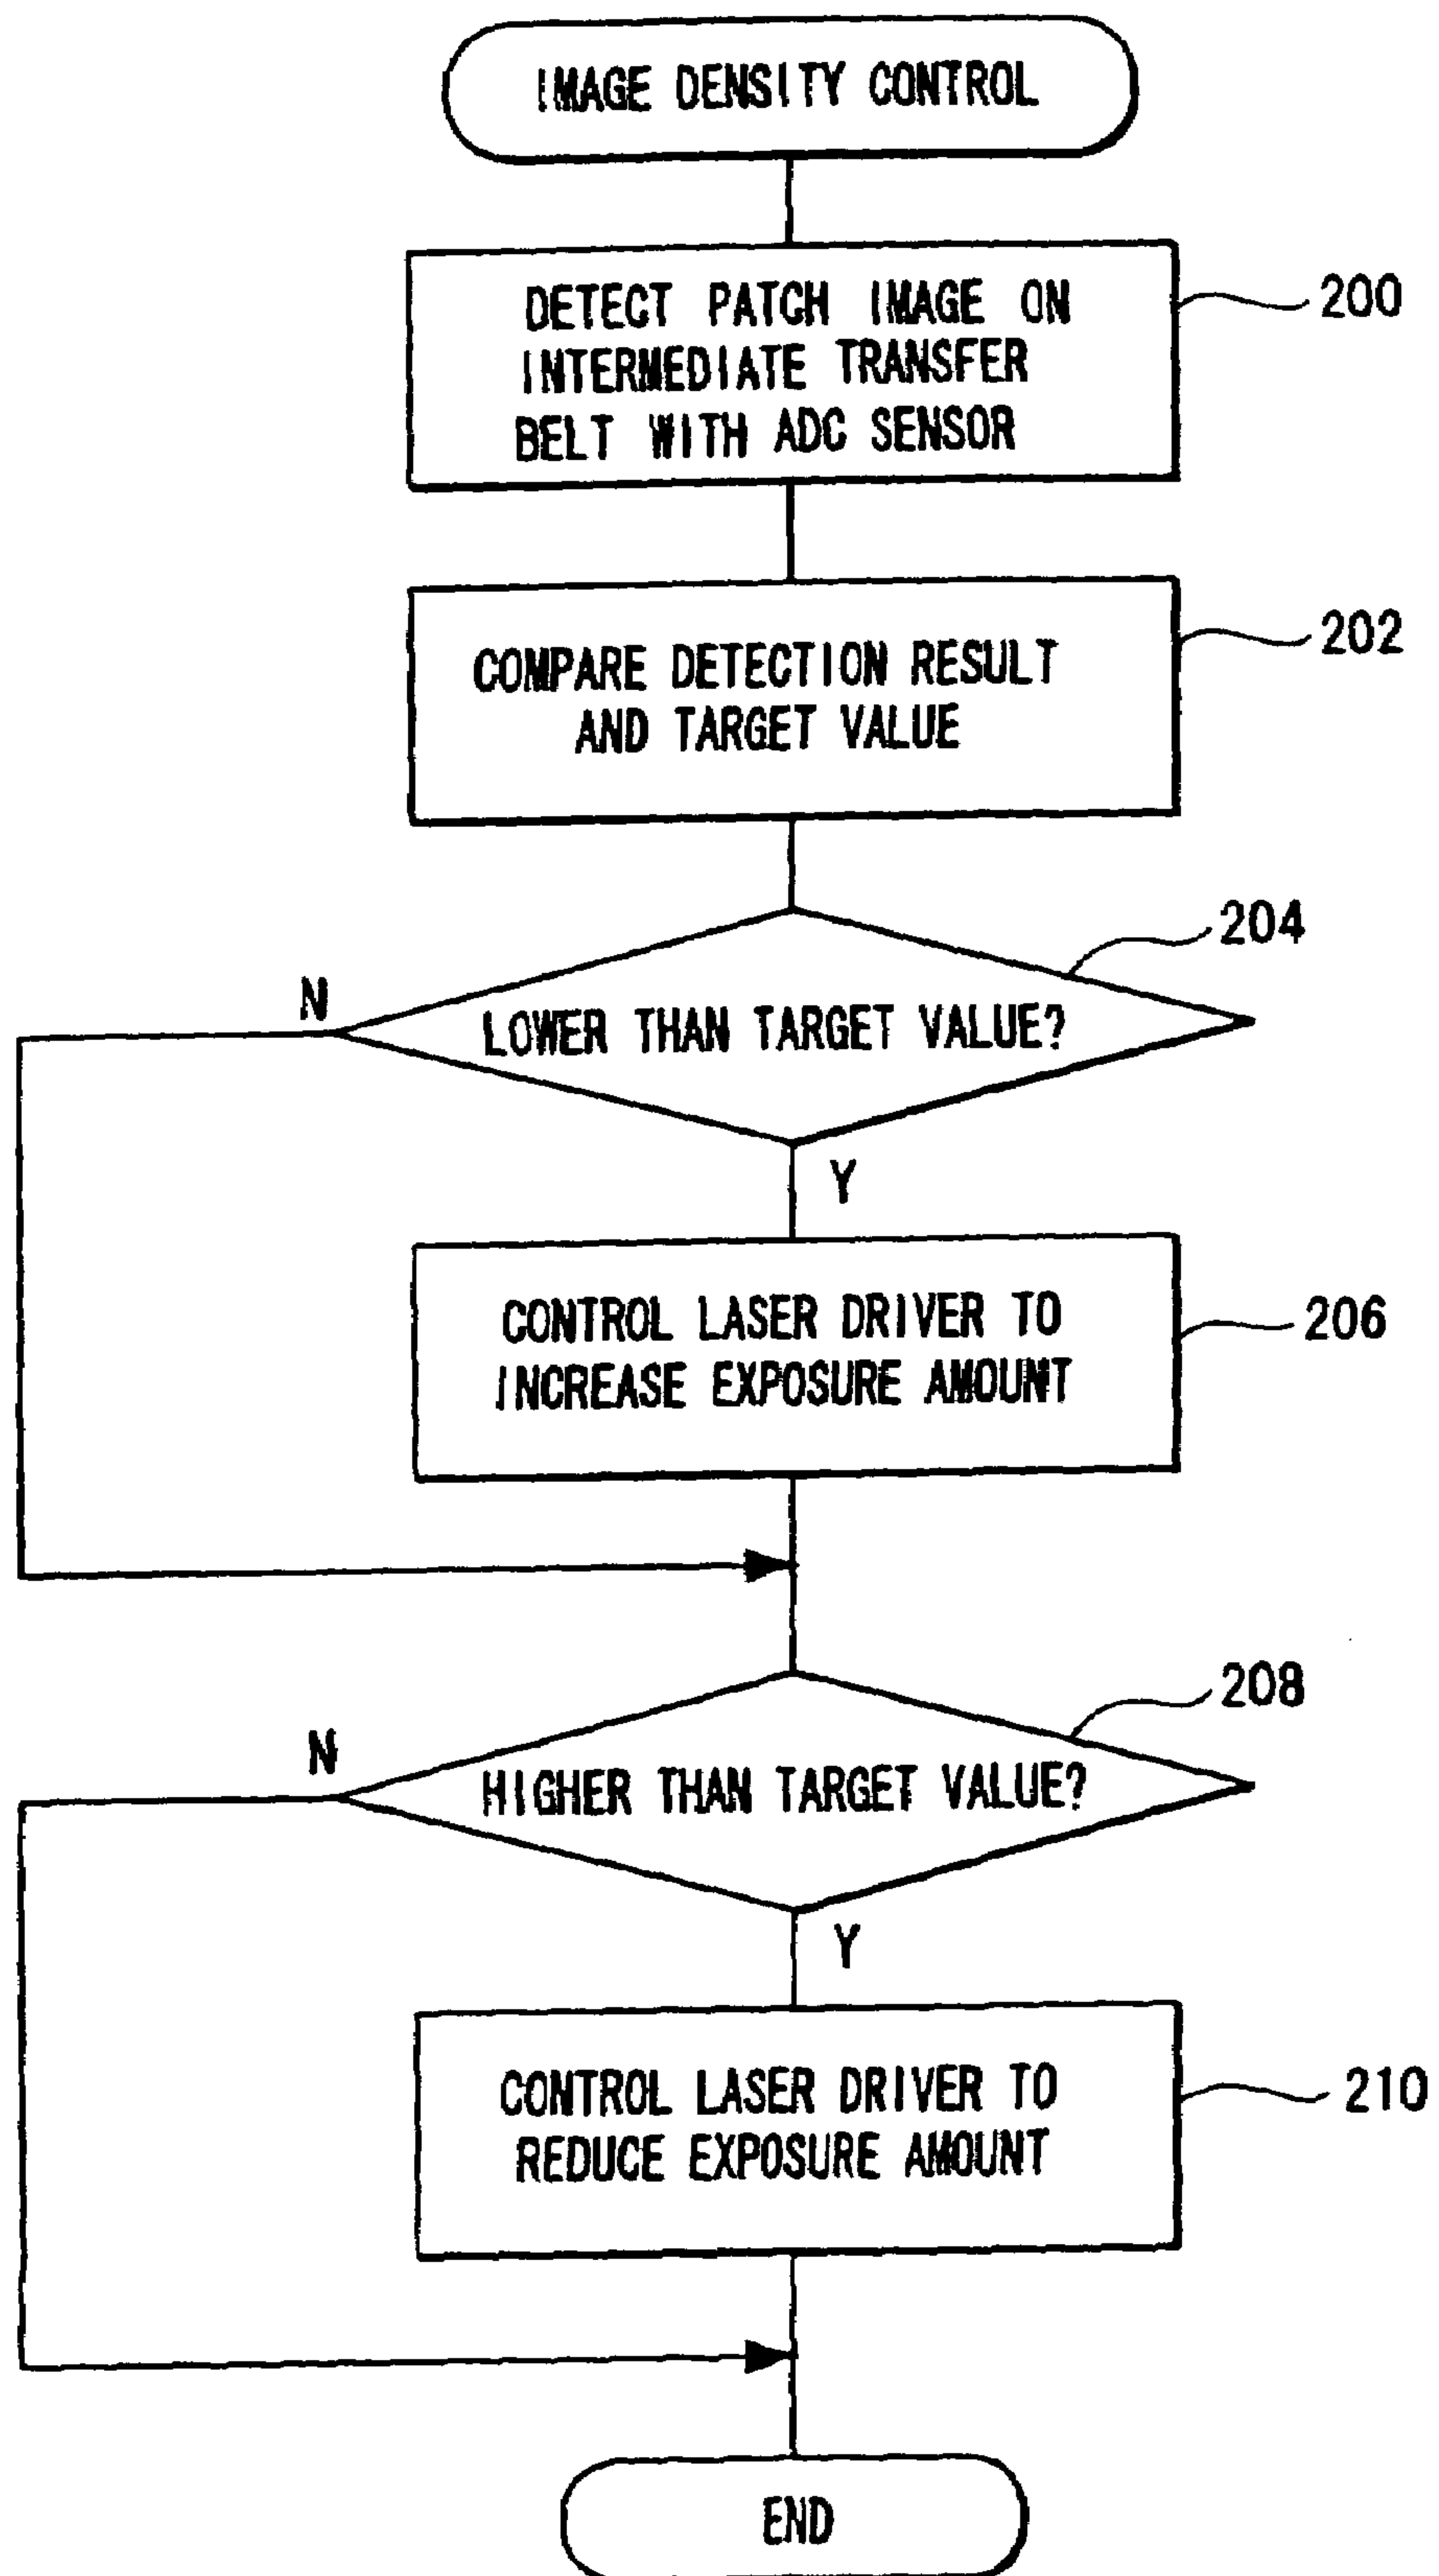 IMAGE DENSITY CONTROL
DETECT PATCH IMAGE ON
INTERMEDIATE TRANSFER
BELT WITH ADC SENSOR
200
COMPARE DETECTION RESULT
AND TARGET VALUE
202
204
N
LOWER THAN TARGET VALUE?
Y
CONTROL LASER DRIVER TO
INCREASE EXPOSURE AMOUNT
206
208
N
HIGHER THAN TARGET VALUE?
Y
CONTROL LASER DRIVER TO
REDUCE EXPOSURE AMOUNT
210
END